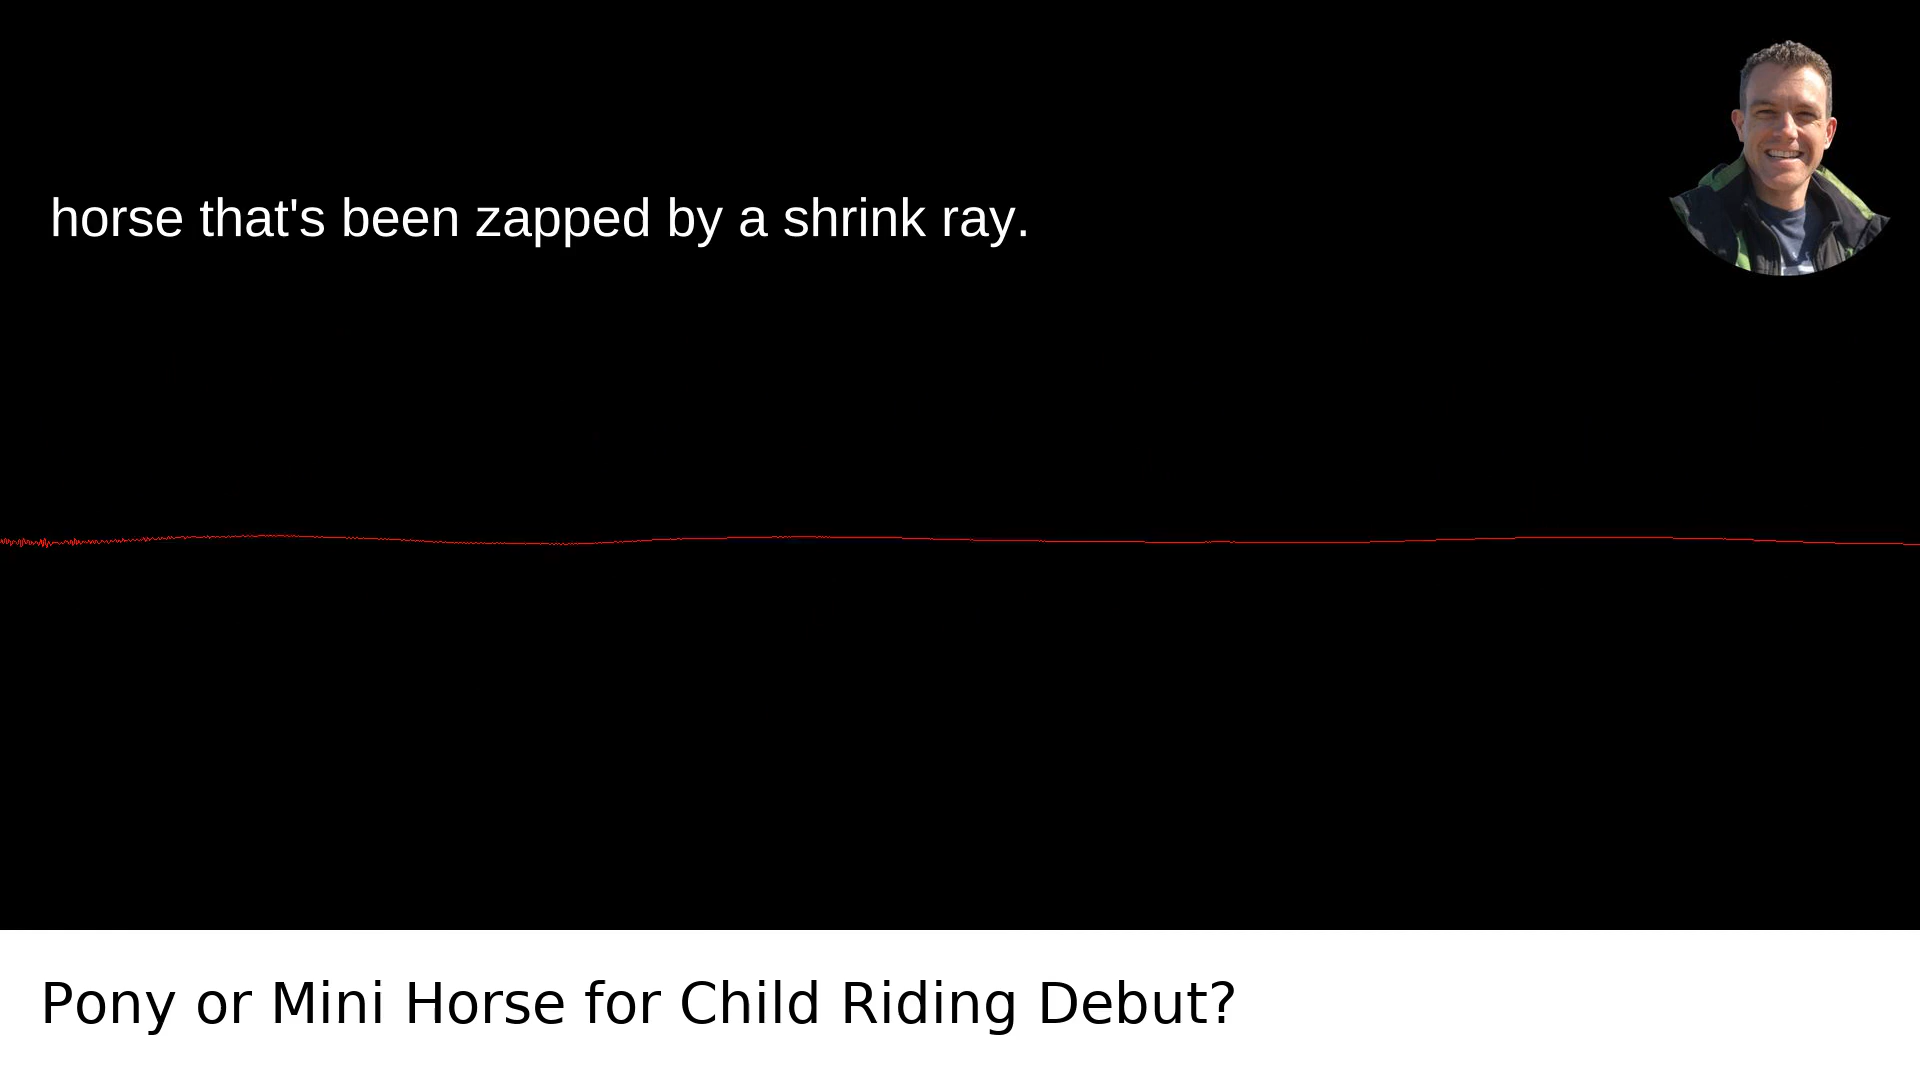 horse that's been zapped by a shrink ray.
Pony or Mini Horse for Child Riding Debut?